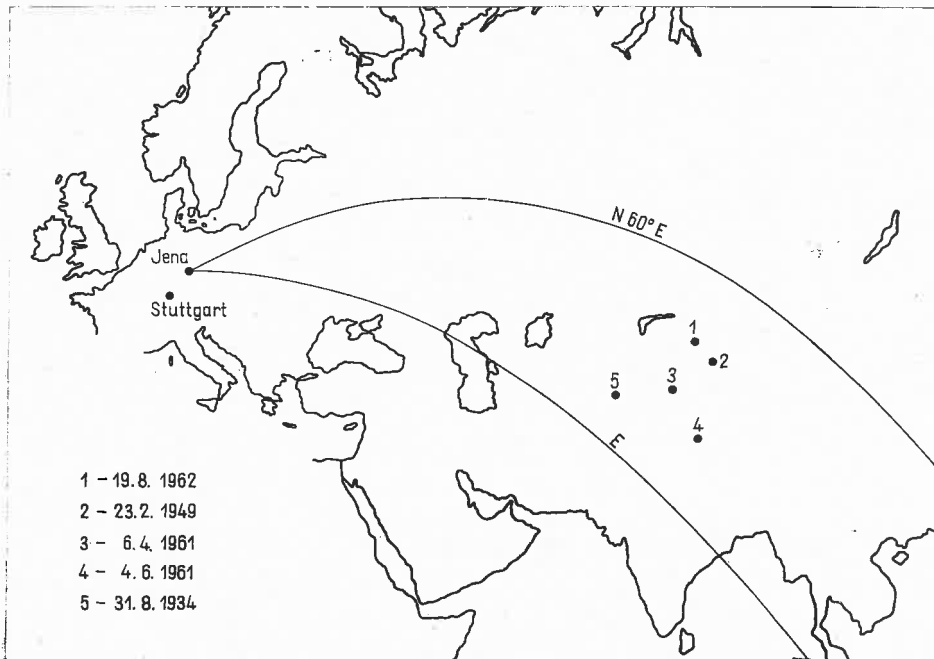 N 60° E
Jena
Stuttgart
1
2
3
5
4
E
1 – 19.8. 1962
2 – 23.2. 1949
3 – 6.4. 1961
4 – 4.6. 1961
5 – 31.8. 1934